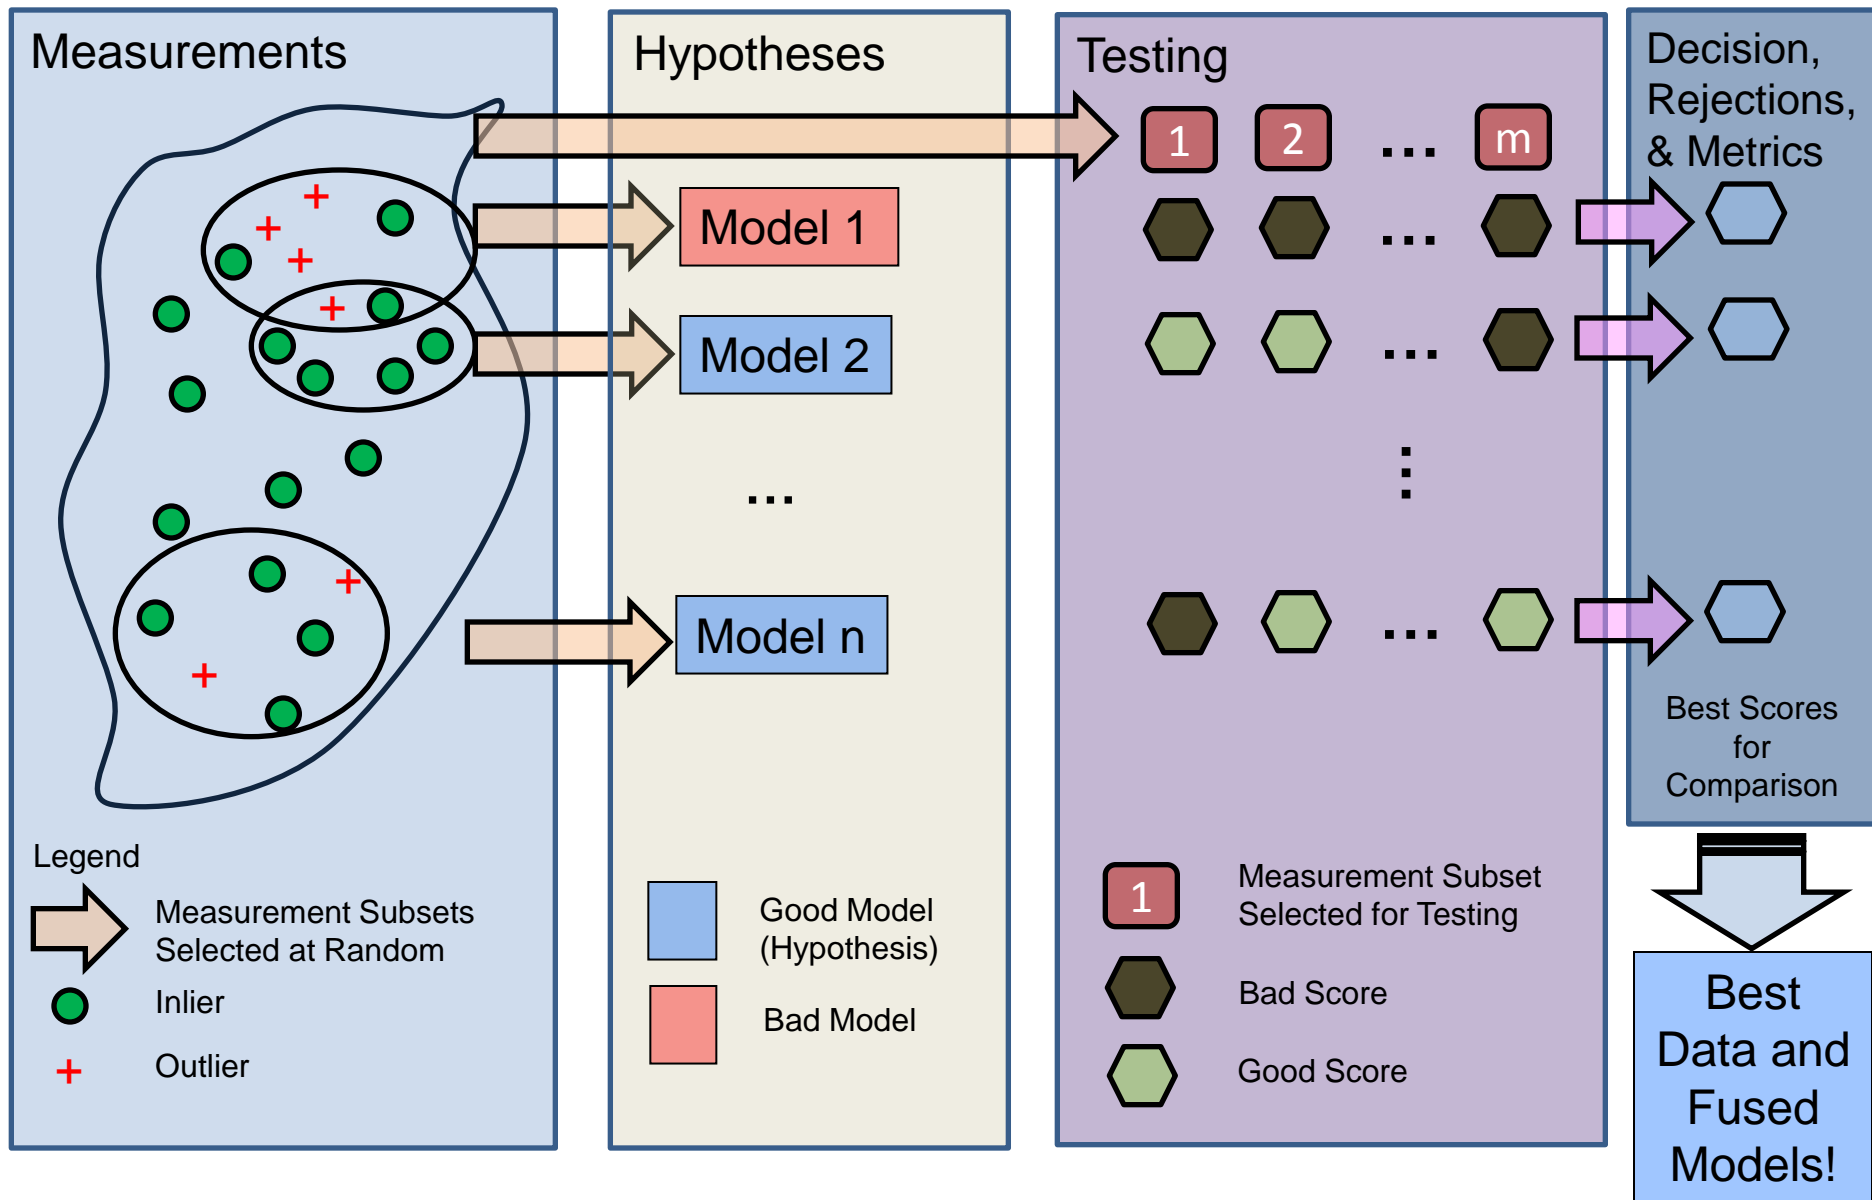 Measurements
Legend
Measurement Subsets
Selected at Random
Inlier
Outlier
Hypotheses
Model 1
Model 2
...
Model n
Good Model
(Hypothesis)
Bad Model
Testing
1 2 ... m
...
...
...
Measurement Subset
1
Selected for Testing
Bad Score
Good Score
Decision,
Rejections,
& Metrics
Best Scores
for
Comparison
Best
Data and
Fused
Models!